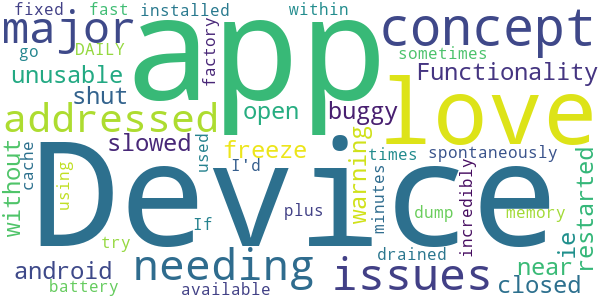 fixed fast installed within
major app concept
go DAILY factory sometimes
unusable Functionality
shut open buggy
addressed love
without cache slowed used freeze warning
I'd times spontaneously
Device
using If plus minutes incredibly restarted
try dump memory
drained near ie
android needing issues closed
battery available